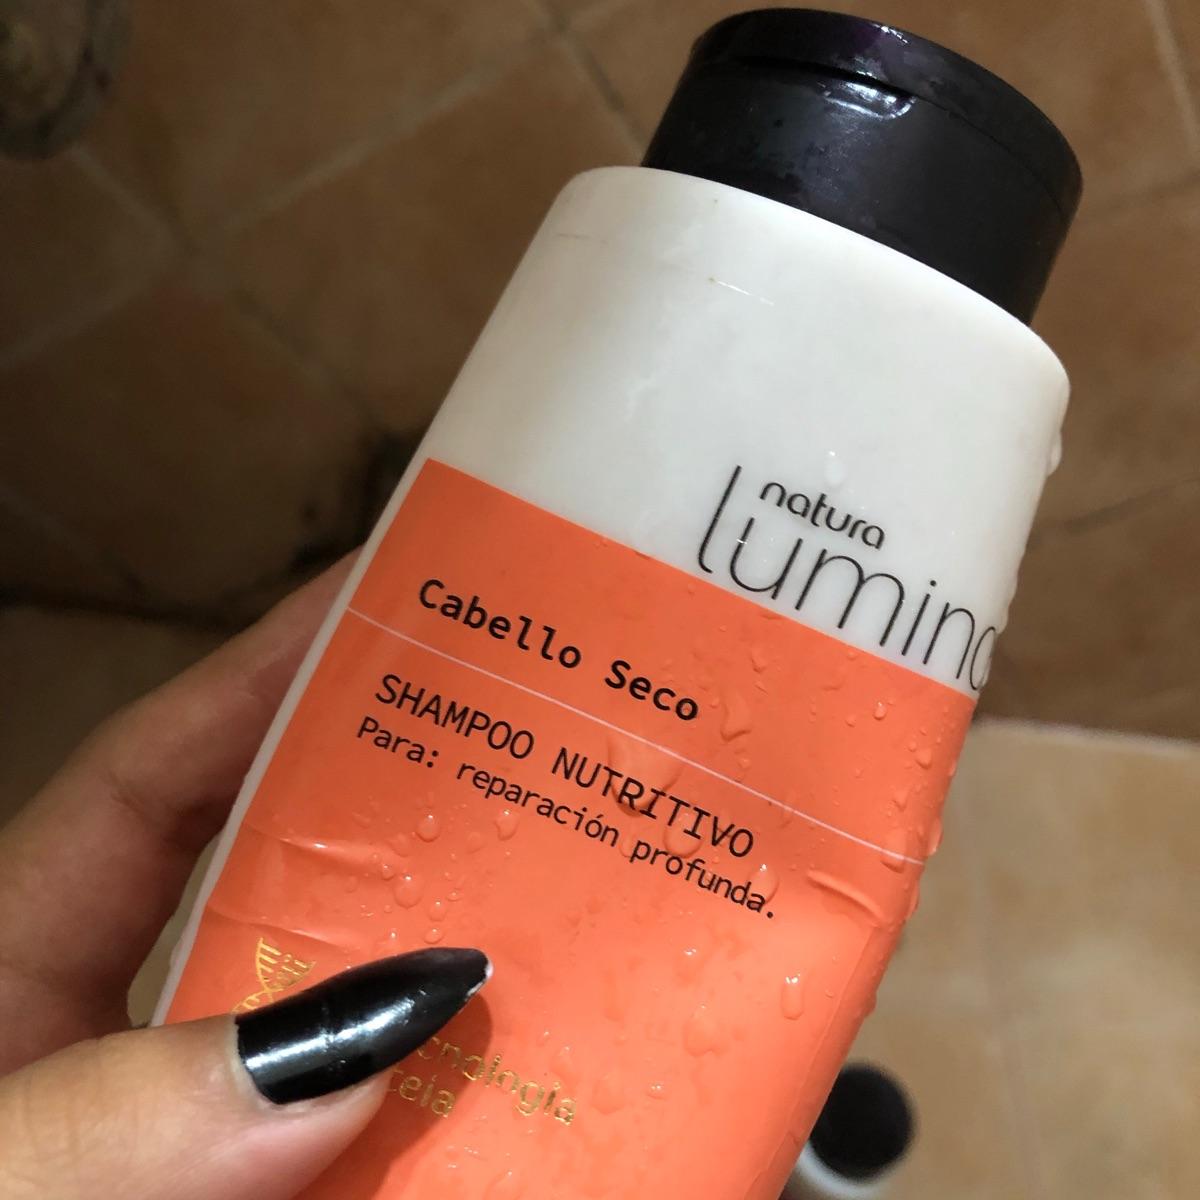 natura
lumina
Cabello Seco
SHAMPOO NUTRITIVO
Para: reparación profunda.